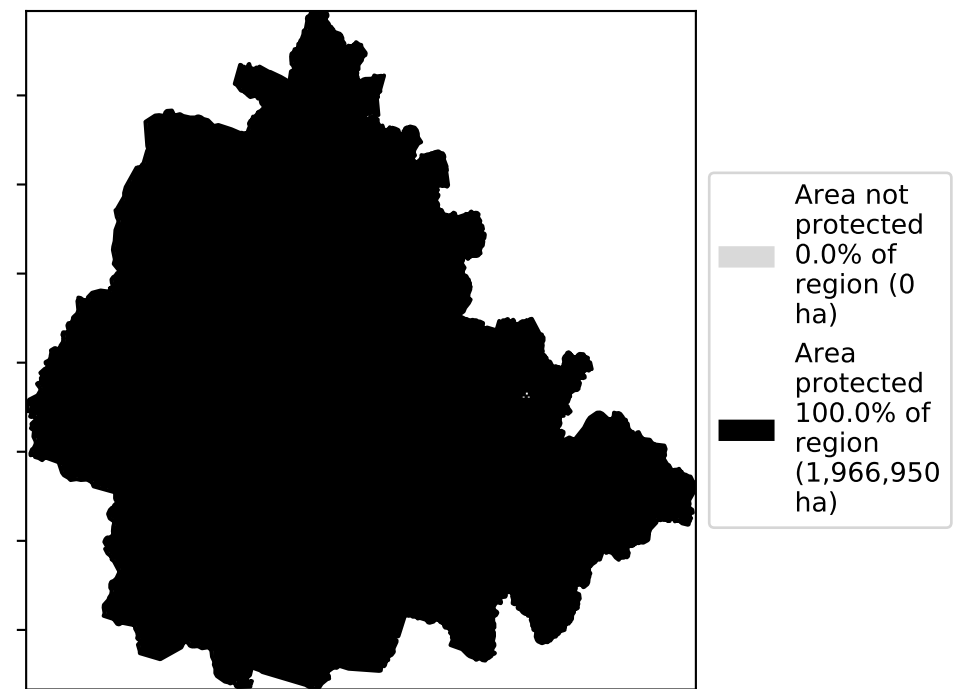 Area not
protected
0.0% of
region (0
ha)
Area
protected
100.0% of
region
(1,966,950
ha)